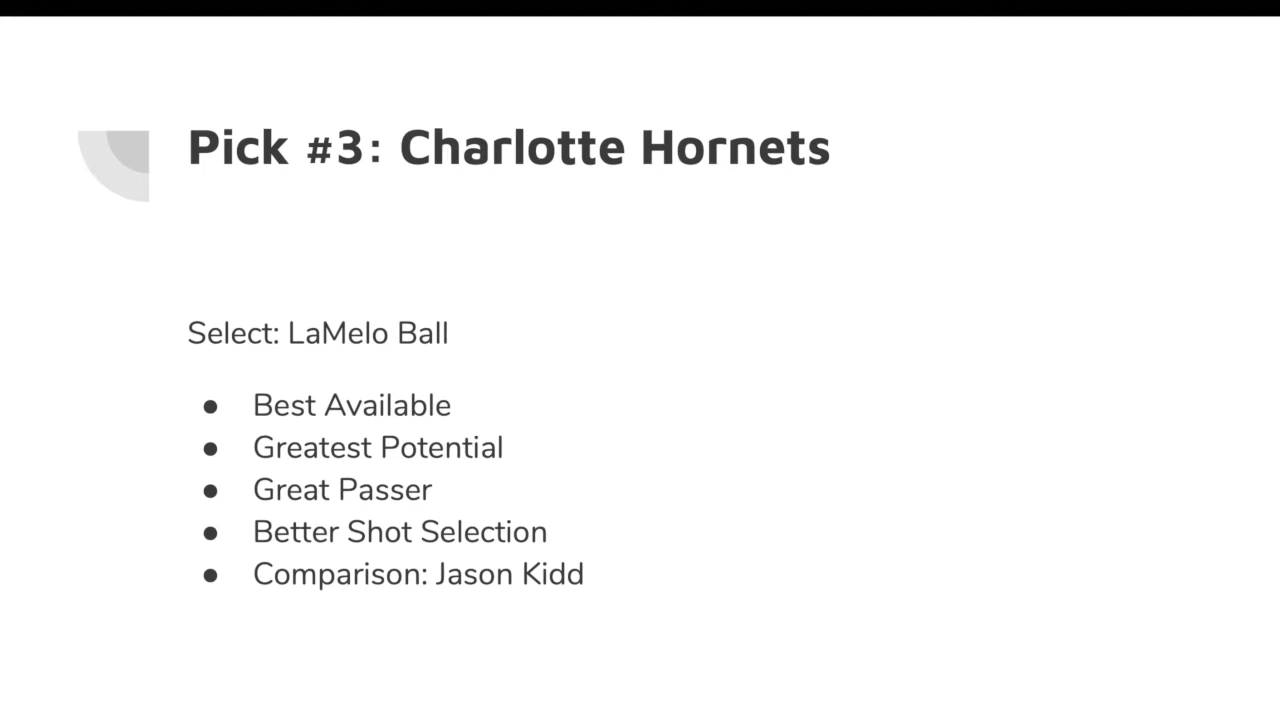 Pick #3: Charlotte Hornets
Select: LaMelo Ball
● Best Available
● Greatest Potential
● Great Passer
● Better Shot Selection
● Comparison: Jason Kidd